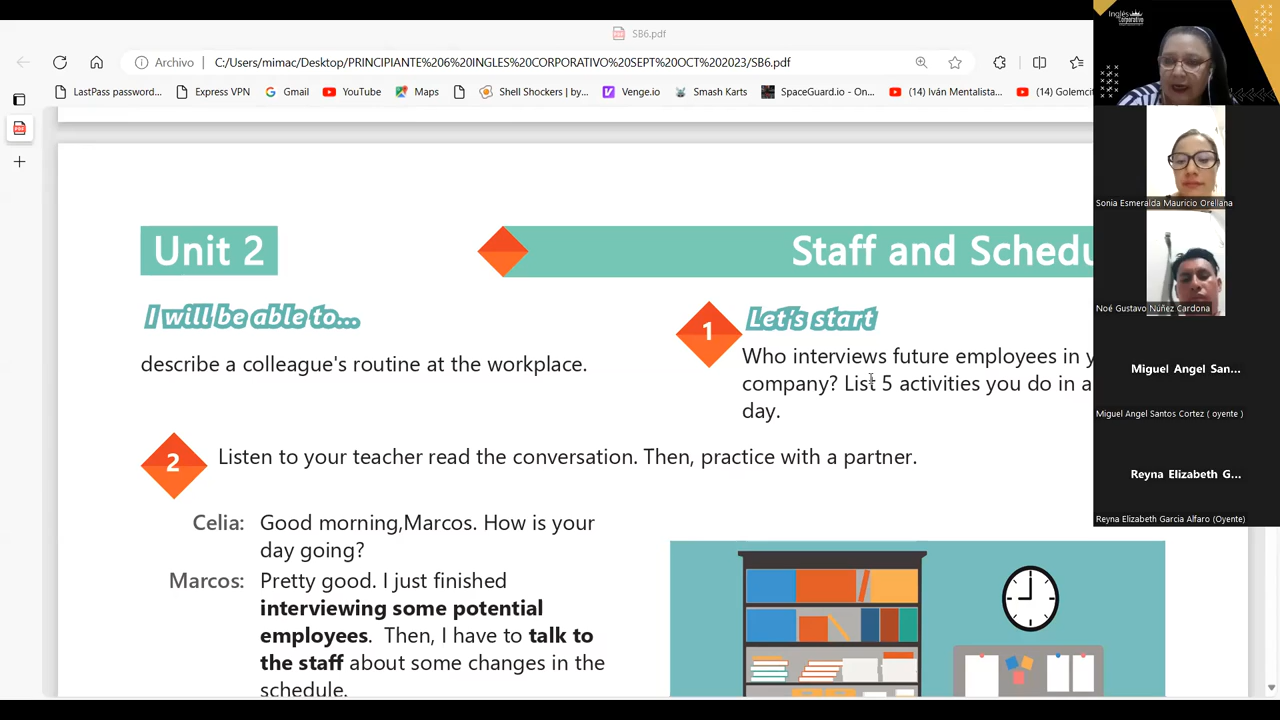 SB6.pdf
Archivo
C:/Users/mimac/Desktop/PRINCIPIANTE%206%20INGLES%20CORPORATIVO%20SEPT%20OCT%202023/SB6.pdf
LastPass password...
Express VPN
Gmail
YouTube
Maps
Shell Shockers | by...
Venge.io
Smash Karts
SpaceGuard.io - On...
(14) Iván Mentalista...
(14) Golemcit
Inglés
Corporativo
Unit 2
Staff and Schedu
I will be able to...
describe a colleague's routine at the workplace.
1
Let's start
Who interviews future employees in y
company? List 5 activities you do in a
day.
2
Listen to your teacher read the conversation. Then, practice with a partner.
Celia: Good morning,Marcos. How is your
day going?
Marcos: Pretty good. I just finished
interviewing some potential
employees. Then, I have to talk to
the staff about some changes in the
schedule.
Sonia Esmeralda Mauricio Orellana
Noé Gustavo Núñez Cardona
Miguel Angel San...
Miguel Angel Santos Cortez ( oyente )
Reyna Elizabeth G...
Reyna Elizabeth Garcia Alfaro (Oyente)